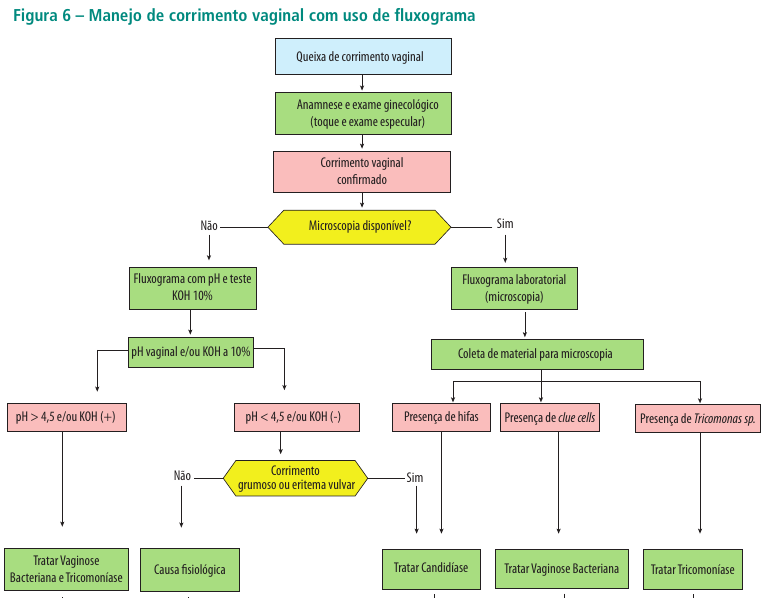 Figura 6 – Manejo de corrimento vaginal com uso de fluxograma
Queixa de corrimento vaginal
Anamnese e exame ginecológico
(toque e exame especular)
Corrimento vaginal
confirmado
Não
Microscopia disponível?
Sim
Fluxograma com pH e teste
KOH 10%
Fluxograma laboratorial
(microscopia)
pH vaginal e/ou KOH a 10%
Coleta de material para microscopia
pH > 4,5 e/ou KOH (+)
pH < 4,5 e/ou KOH (-)
Presença de hifas
Presença de clue cells
Presença de Tricomonas sp.
Não
Corrimento
grumoso ou eritema vulvar
Sim
Tratar Vaginose
Bacteriana e Tricomoníase
Causa fisiológica
Tratar Candidíase
Tratar Vaginose Bacteriana
Tratar Tricomoníase